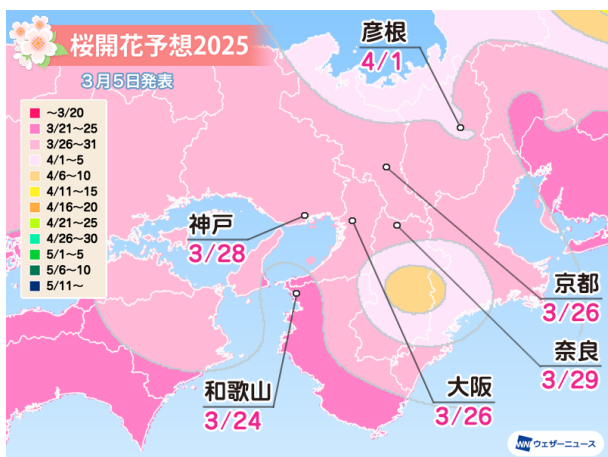 桜開花予想2025
3月5日発表
～3/20
3/21～25
3/26～31
4/1～5
4/6～10
4/11～15
4/16～20
4/21～25
4/26～30
5/1～5
5/6～10
5/11～
彦根
4/1
神戸
3/28
京都
3/26
奈良
3/29
和歌山
3/24
大阪
3/26
WN ウェザーニュース